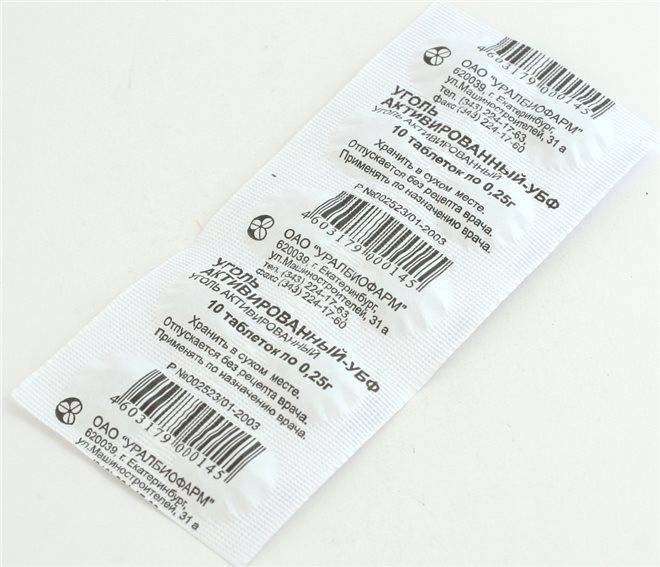 4603179000145
ОАО "УРАЛБИОФАРМ"
620039, г. Екатеринбург,
ул.Машиностроителей, 31 а
тел. (343) 224-17-63,
факс (343) 224-17-60
УГОЛЬ
АКТИВИРОВАННЫЙ-УБФ
УГОЛЬ АКТИВИРОВАННЫЙ
10 таблеток по 0,25г
Хранить в сухом месте.
Отпускается без рецепта врача.
Применять по назначению врача.
Р №002523/01-2003
4603179000145
ОАО "УРАЛБИОФАРМ"
620039, г. Екатеринбург,
ул.Машиностроителей, 31 а
тел. (343) 224-17-63,
факс (343) 224-17-60
УГОЛЬ
АКТИВИРОВАННЫЙ-УБФ
УГОЛЬ АКТИВИРОВАННЫЙ
10 таблеток по 0,25г
Хранить в сухом месте.
Отпускается без рецепта врача.
Применять по назначению врача.
Р №002523/01-2003
4603179000145
ОАО "УРАЛБИОФАРМ"
620039, г. Екатеринбург,
ул.Машиностроителей, 31 а